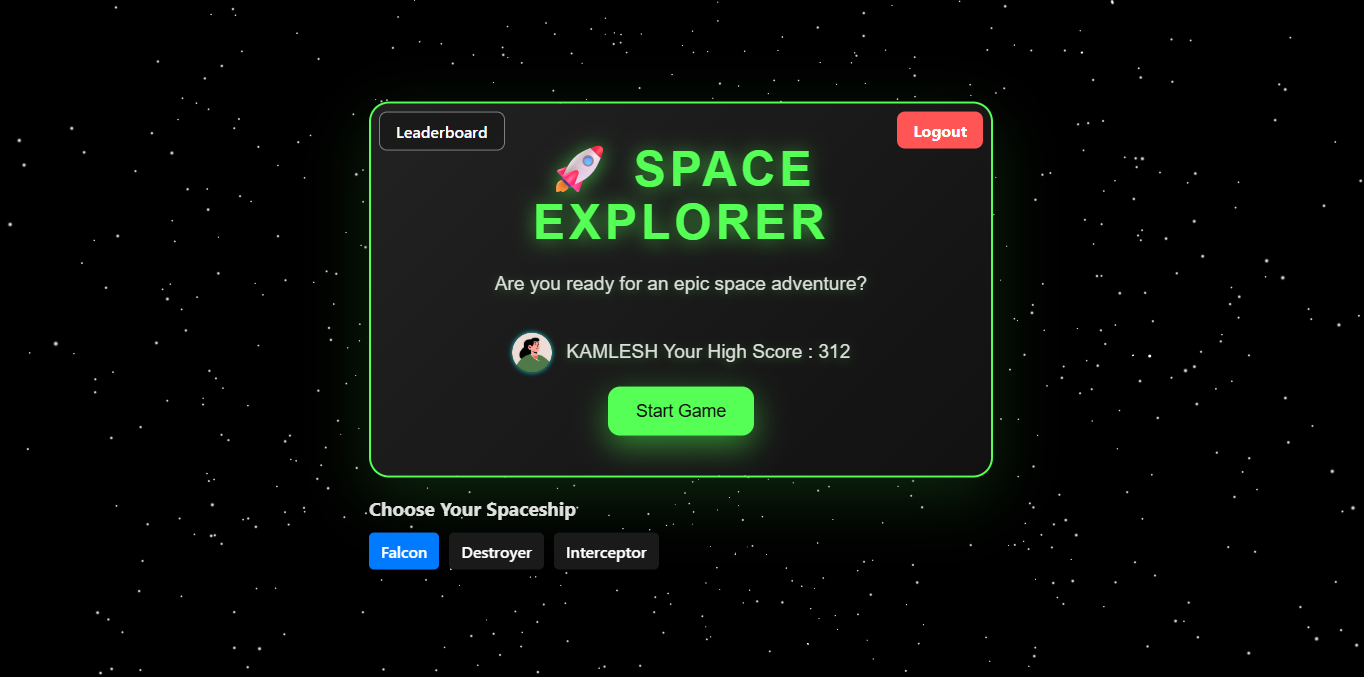 Leaderboard
Logout
🚀 SPACE
EXPLORER
Are you ready for an epic space adventure?
KAMLESH Your High Score : 312
Start Game
Choose Your Spaceship
Falcon
Destroyer
Interceptor